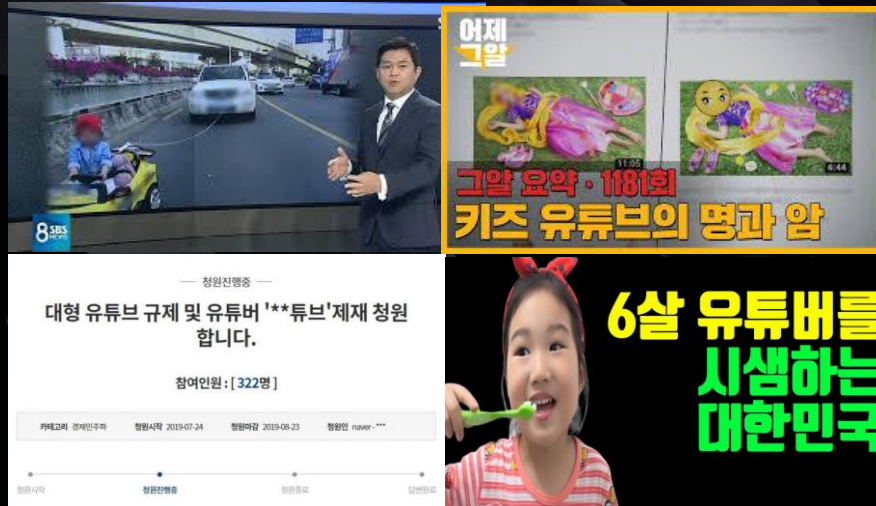 8 SBS NEWS
어제
그알
11:05
6:44
그알 요약 · 1181회
키즈 유튜브의 명과 암
청원진행중
대형 유튜브 규제 및 유튜버 '**튜브'제재 청원
합니다.
참여인원 : [ 322명 ]
카테고리 경제민주화 청원시작 2019-07-24 청원마감 2019-08-23 청원인 naver - ***
청원시작 청원진행중 청원종료 답변완료
6살 유튜버를
시샘하는
대한민국